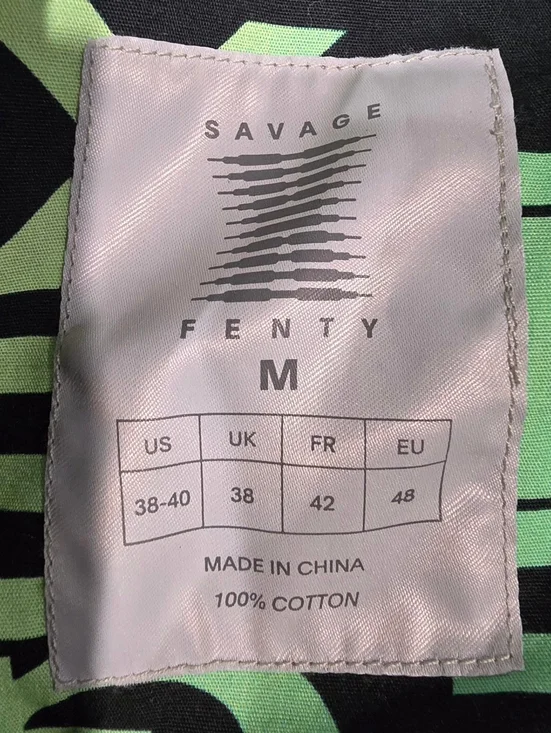 SAVAGE
FENTY
M
US UK FR EU
38-40 38 42 48
MADE IN CHINA
100% COTTON